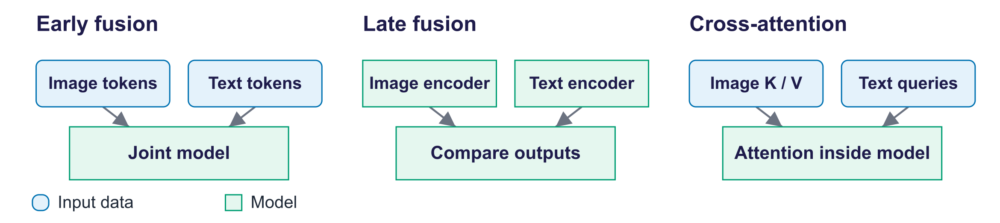 Early fusion
Image tokens
Text tokens
Joint model
Late fusion
Image encoder
Text encoder
Compare outputs
Cross-attention
Image K / V
Text queries
Attention inside model
Input data
Model